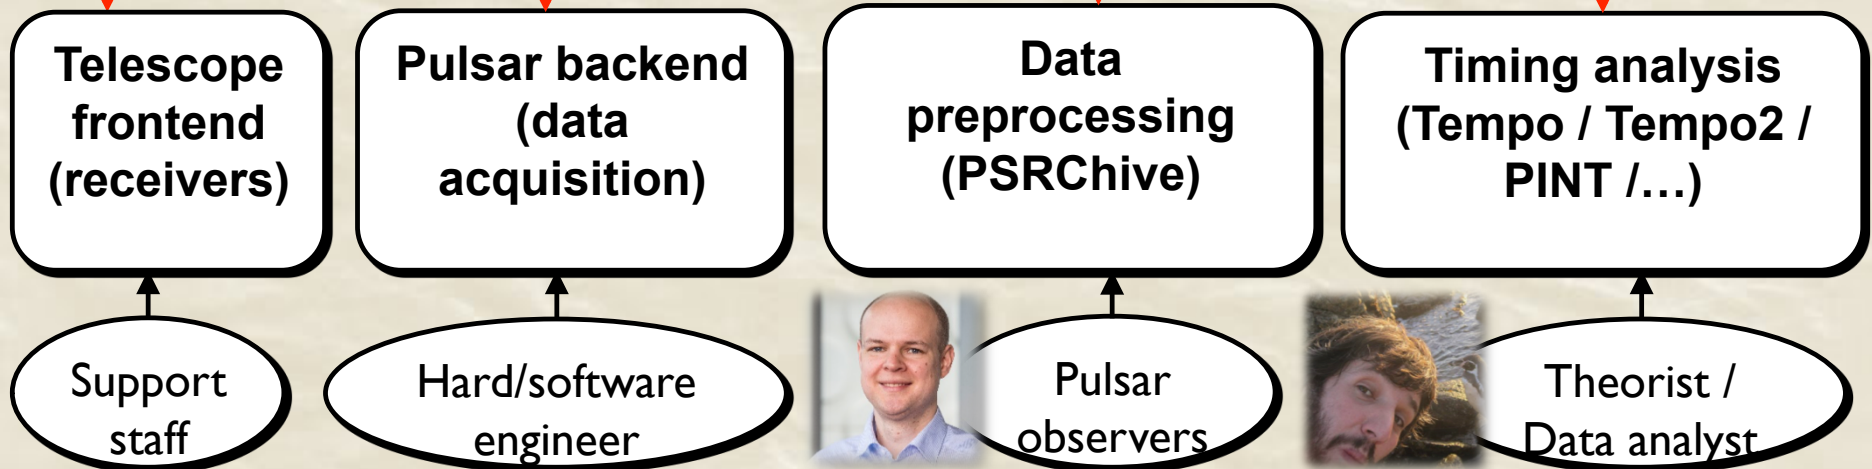 Telescope
frontend
(receivers)
Pulsar backend
(data
acquisition)
Data
preprocessing
(PSRChive)
Timing analysis
(Tempo / Tempo2 /
PINT /...)
Support
staff
Hard/software
engineer
Pulsar
observers
Theorist /
Data analyst